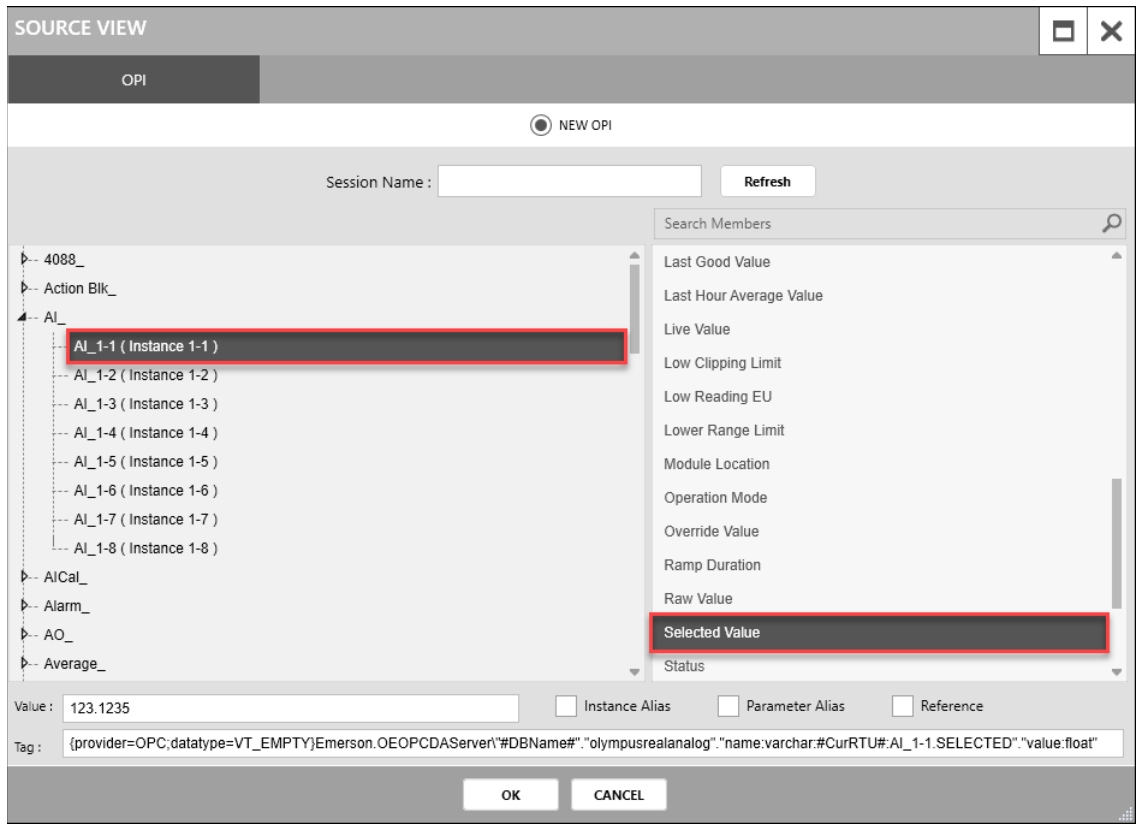 SOURCE VIEW
OPI
NEW OPI
Session Name :
Refresh
Search Members
4088_
Action Blk_
AI_
AI_1-1 ( Instance 1-1 )
AI_1-2 ( Instance 1-2 )
AI_1-3 ( Instance 1-3 )
AI_1-4 ( Instance 1-4 )
AI_1-5 ( Instance 1-5 )
AI_1-6 ( Instance 1-6 )
AI_1-7 ( Instance 1-7 )
AI_1-8 ( Instance 1-8 )
AICal_
Alarm_
AO_
Average_
Last Good Value
Last Hour Average Value
Live Value
Low Clipping Limit
Low Reading EU
Lower Range Limit
Module Location
Operation Mode
Override Value
Ramp Duration
Raw Value
Selected Value
Status
Value : 123.1235
Instance Alias
Parameter Alias
Reference
Tag : {provider=OPC;datatype=VT_EMPTY}Emerson.OEOPCDAServer\"#DBName#"."olympusrealanalog"."name:varchar:#CurRTU#:AI_1-1.SELECTED"."value:float"
OK
CANCEL